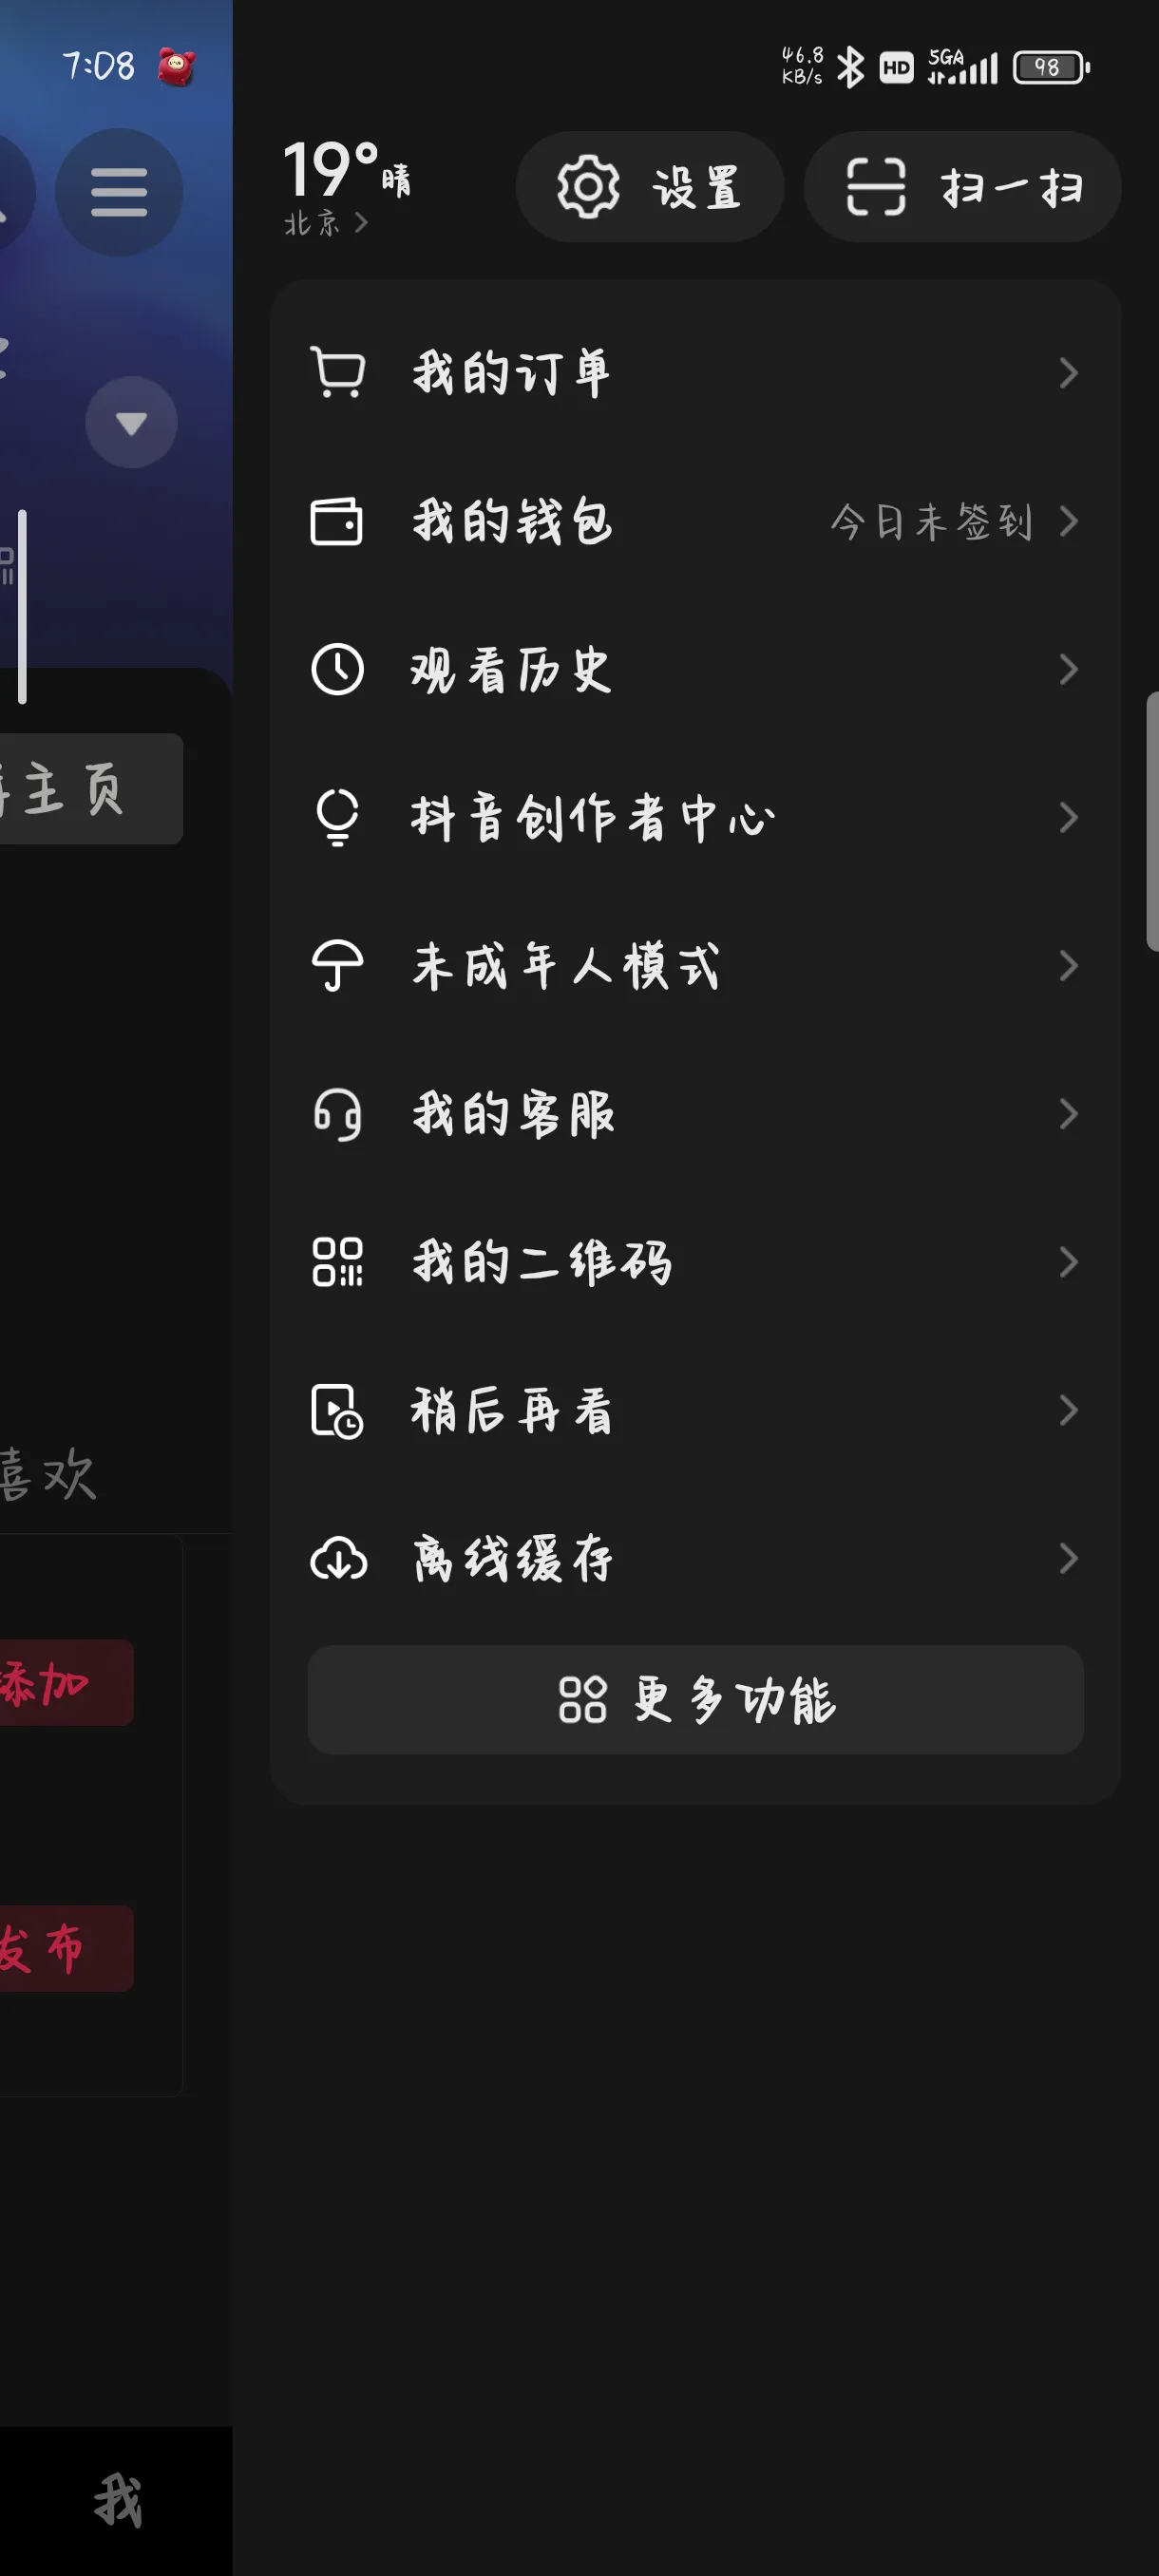 7:08
46.8
KB/s
HD
5GA
98
19°晴
北京
设置
扫一扫
我的订单
我的钱包
今日未签到
观看历史
主页
抖音创作者中心
未成年人模式
我的客服
我的二维码
稍后再看
喜欢
离线缓存
添加
更多功能
发布
我